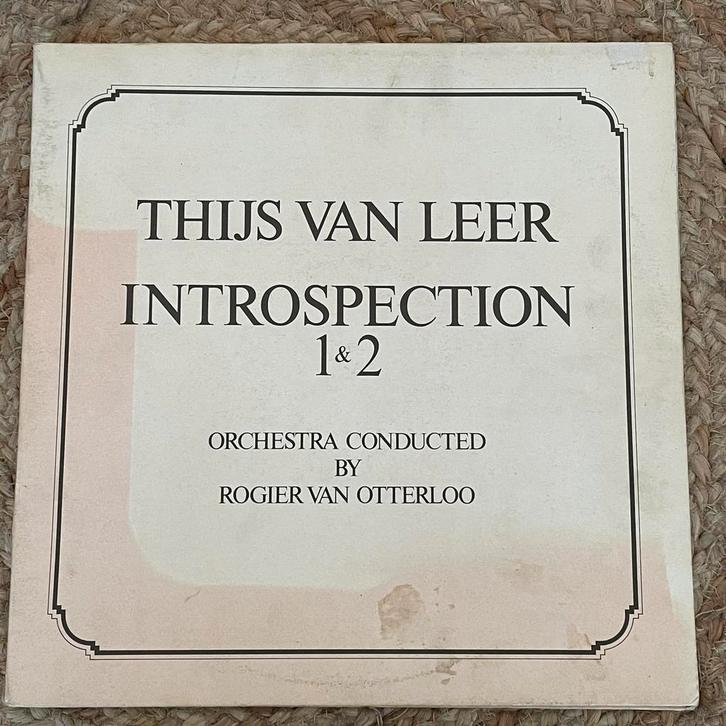 THIJS VAN LEER
INTROSPECTION
1 & 2
ORCHESTRA CONDUCTED
BY
ROGIER VAN OTTERLOO